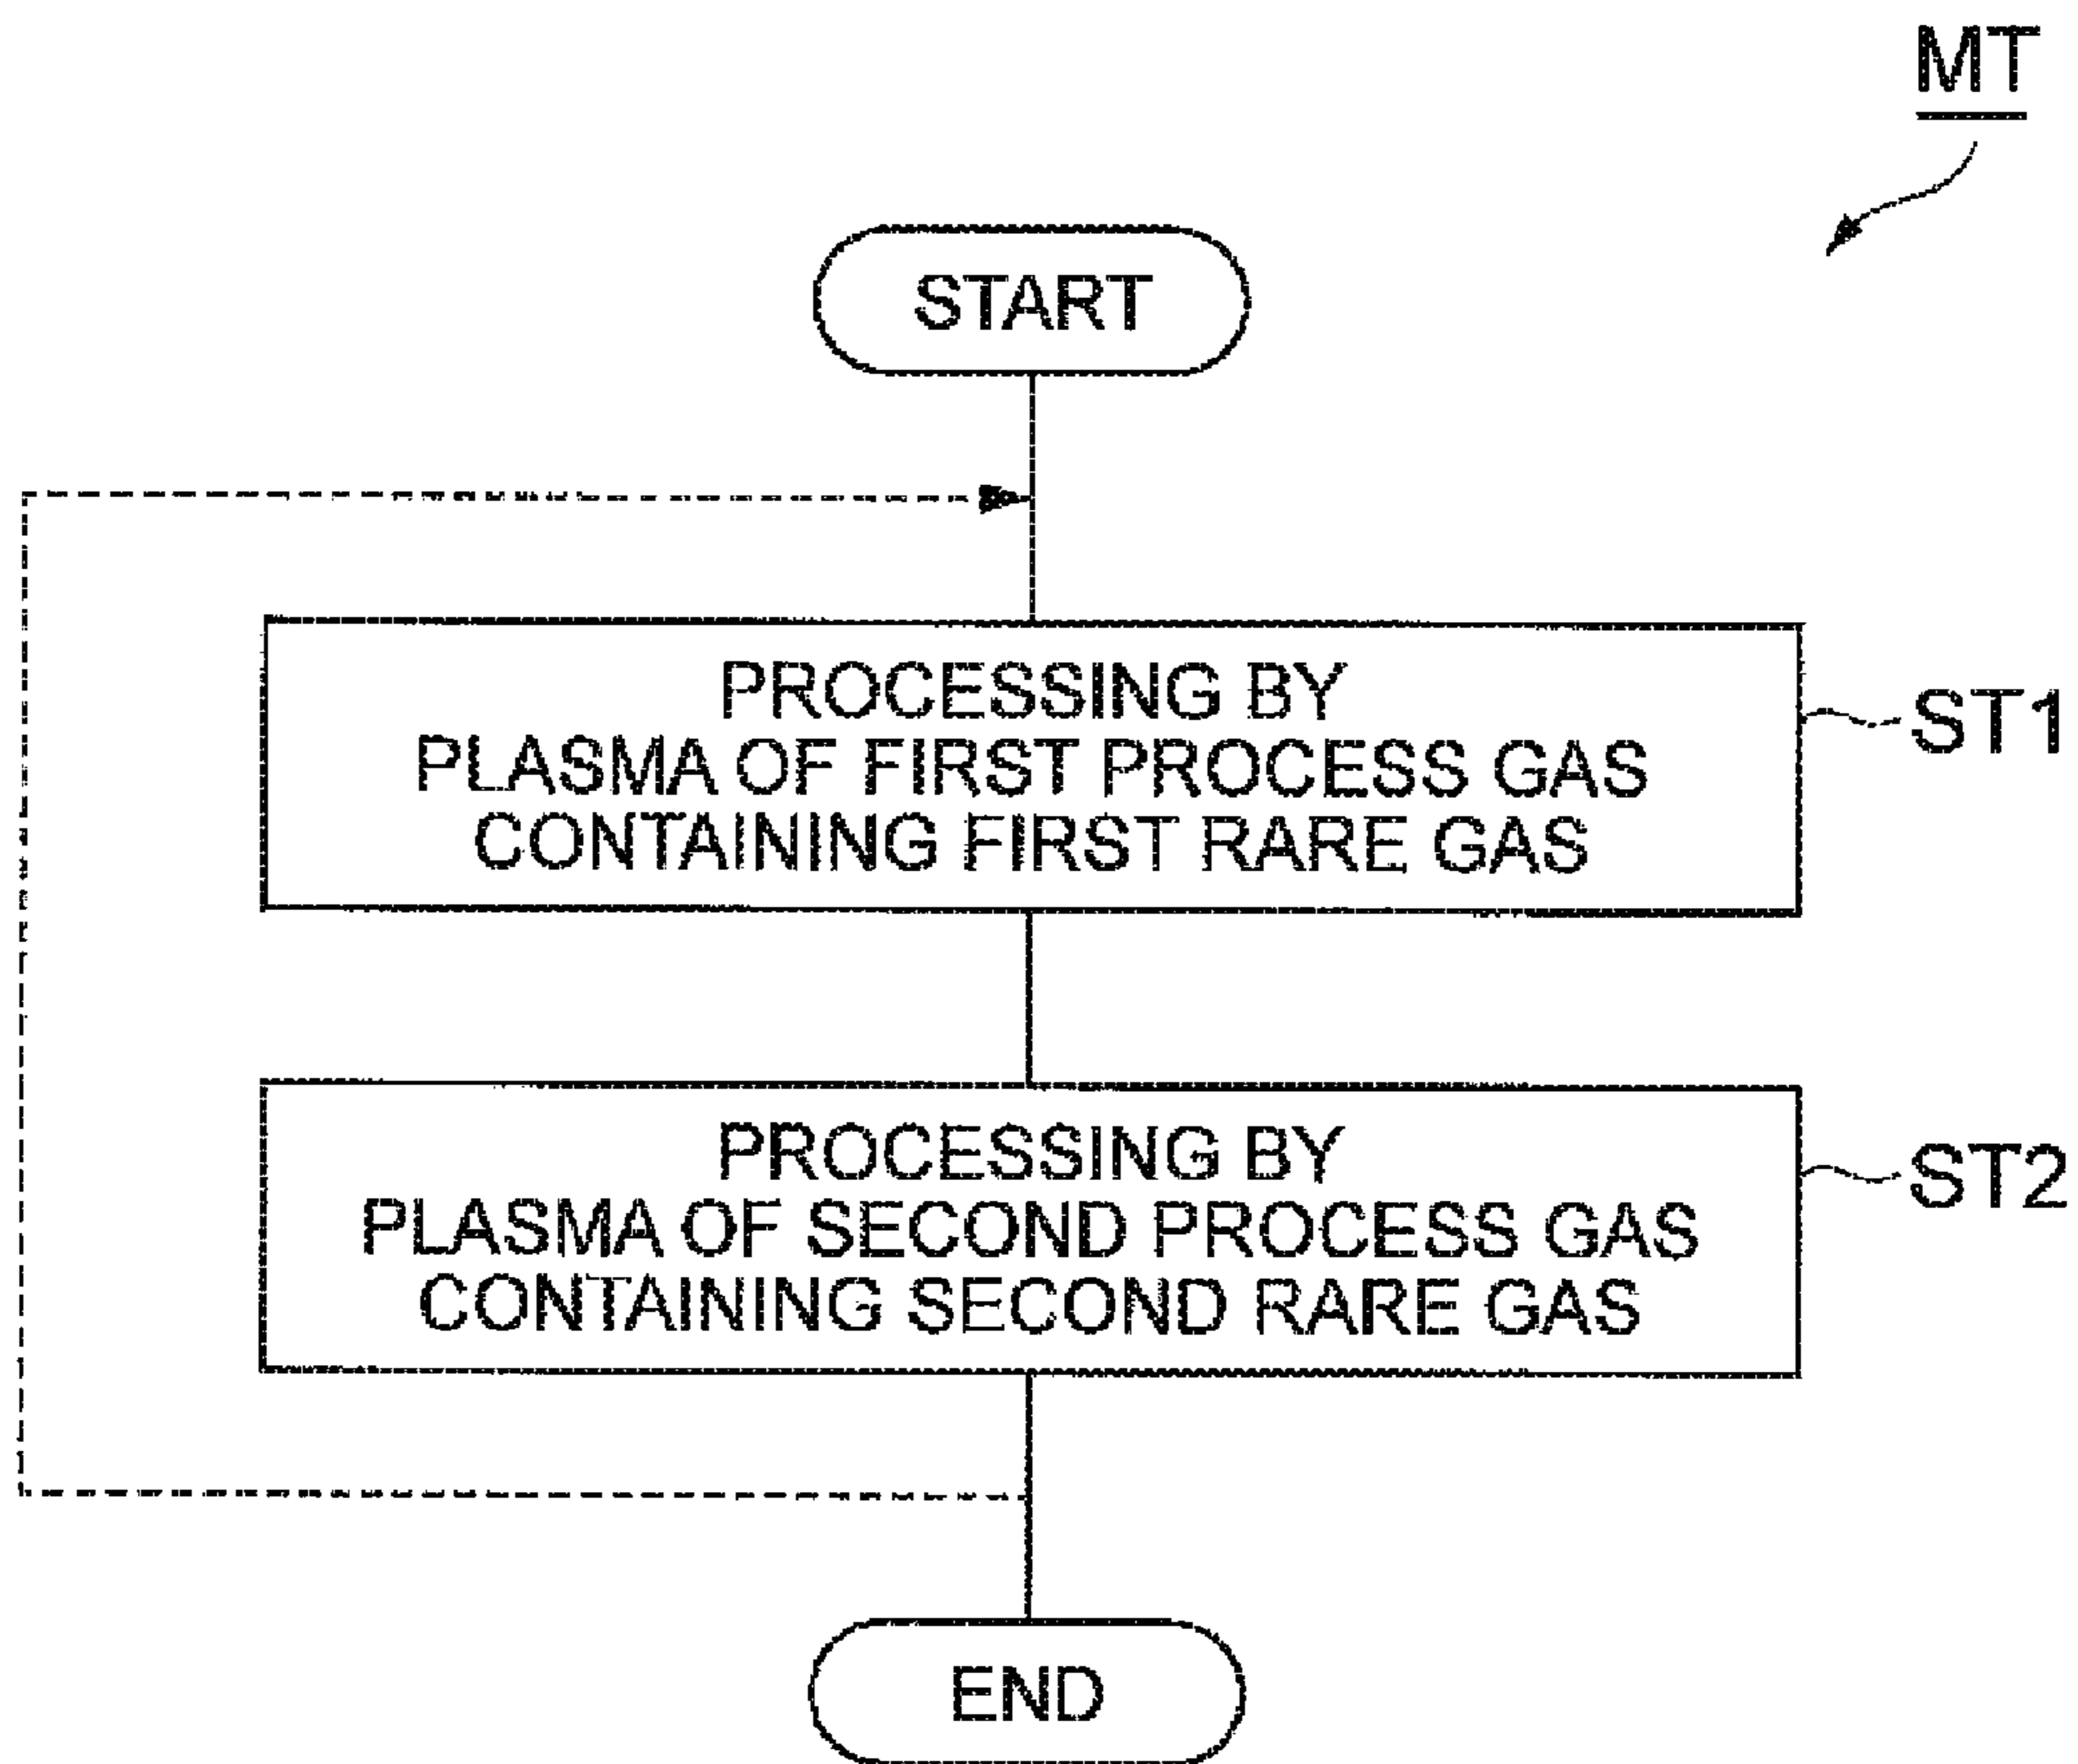 MT
START
PROCESSING BY
PLASMA OF FIRST PROCESS GAS
CONTAINING FIRST RARE GAS
ST1
PROCESSING BY
PLASMA OF SECOND PROCESS GAS
CONTAINING SECOND RARE GAS
ST2
END